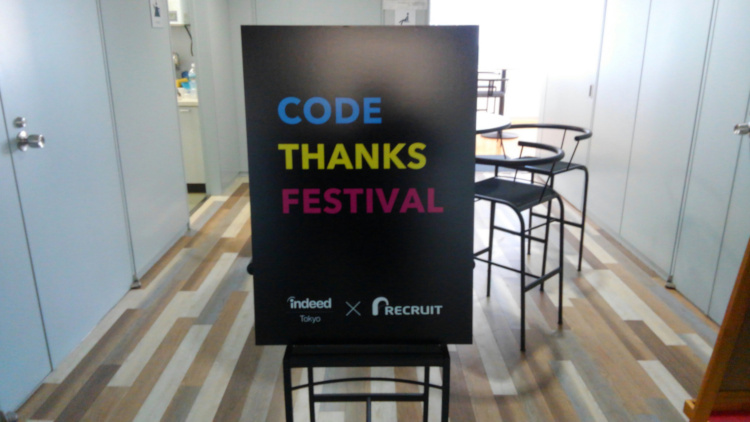 CODE
THANKS
FESTIVAL
indeed
Tokyo
RECRUIT